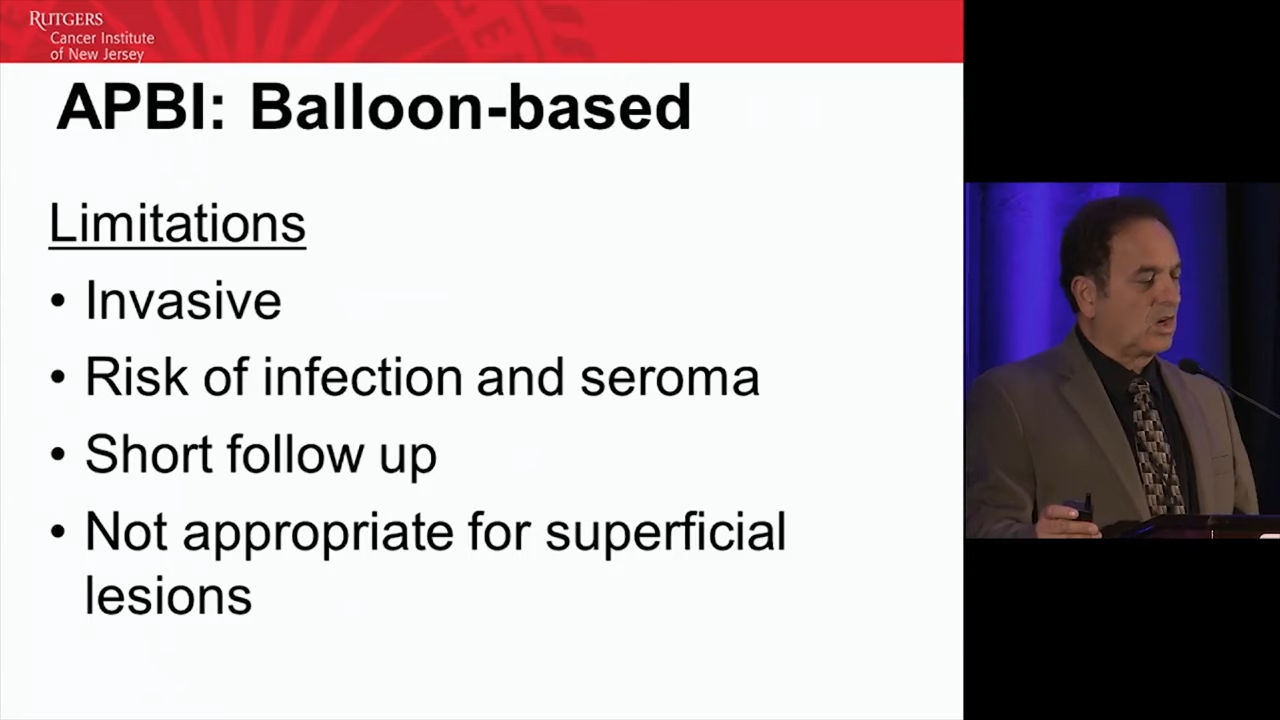 RUTGERS
Cancer Institute
of New Jersey
APBI: Balloon-based
Limitations
• Invasive
• Risk of infection and seroma
• Short follow up
• Not appropriate for superficial
lesions